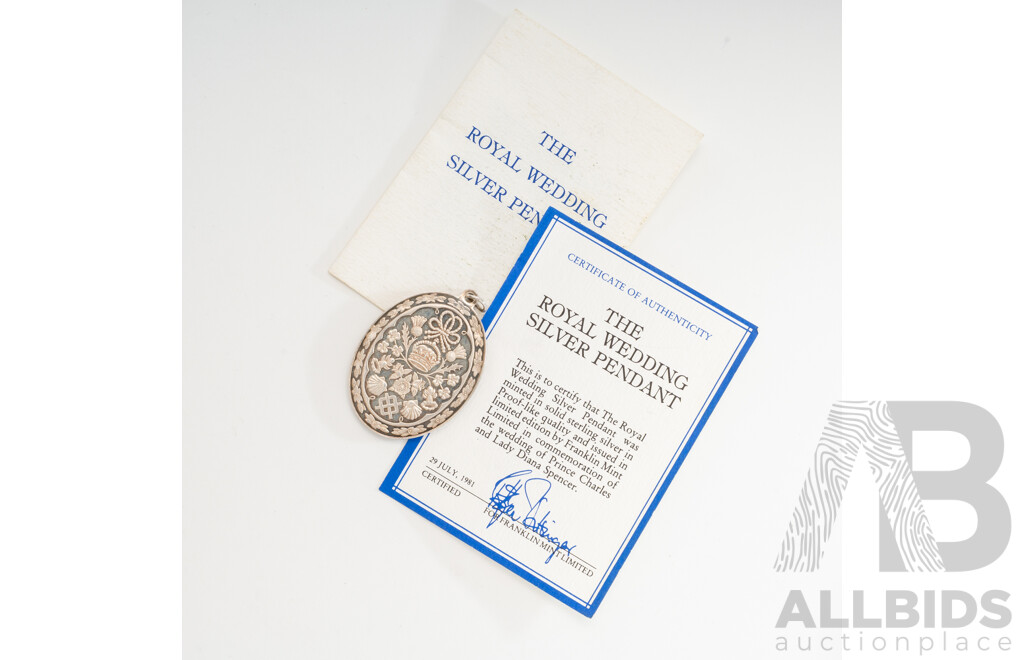 THE
ROYAL WEDDING
SILVER PEN
CERTIFICATE OF AUTHENTICITY
THE
ROYAL WEDDING
SILVER PENDANT
This is to certify that The Royal
Wedding Silver Pendant was
minted in solid sterling silver in
Proof-like quality and issued in
limited edition by Franklin Mint
Limited in commemoration of
the wedding of Prince Charles
and Lady Diana Spencer.
29 JULY, 1981
CERTIFIED
FOR FRANKLIN MINT LIMITED
AB
ALLBIDS
auctionplace